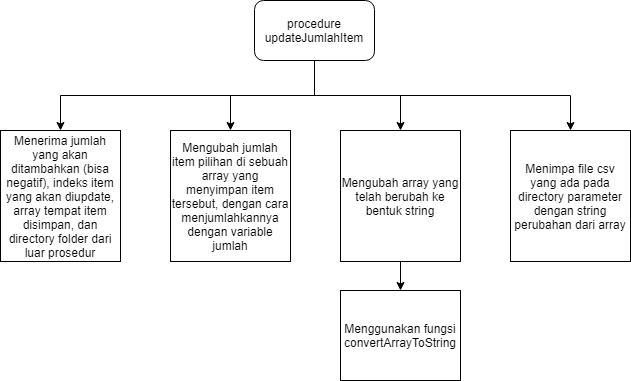 procedure
updateJumlahItem
Menerima jumlah
yang akan
ditambahkan (bisa
negatif), indeks item
yang akan diupdate,
array tempat item
disimpan, dan
directory folder dari
luar prosedur
Mengubah jumlah
item pilihan di sebuah
array yang
menyimpan item
tersebut, dengan cara
menjumlahkannya
dengan variable
jumlah
Mengubah array yang
telah berubah ke
bentuk string
Menimpa file csv
yang ada pada
directory parameter
dengan string
perubahan dari array
Menggunakan fungsi
convertArrayToString